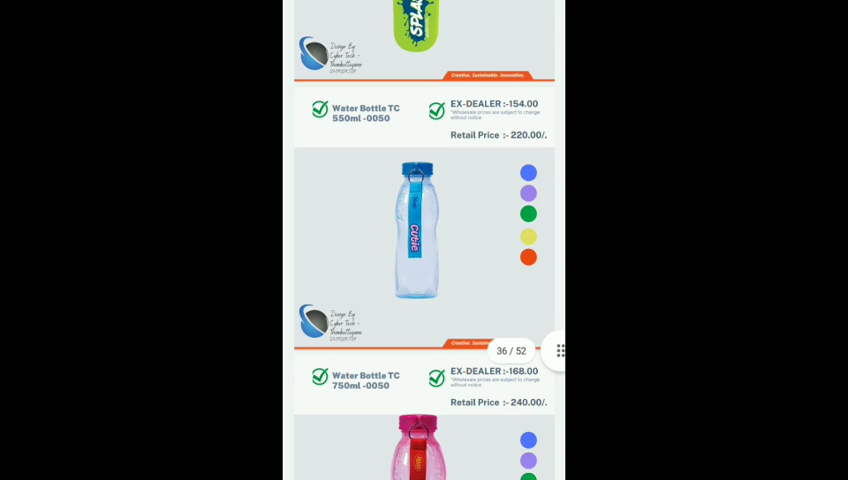 SPLA
Design By
Cyber Tech -
Creative. Sustainable. Innovative.
Water Bottle TC
550ml -0050
EX-DEALER :-154.00
*Wholesale prices are subject to change
without notice
Retail Price :- 220.00/.
Cutie
Design By
Cyber Tech -
Creative. Sustaina
36 / 52
Water Bottle TC
750ml -0050
EX-DEALER :-168.00
*Wholesale prices are subject to change
without notice
Retail Price :- 240.00/.